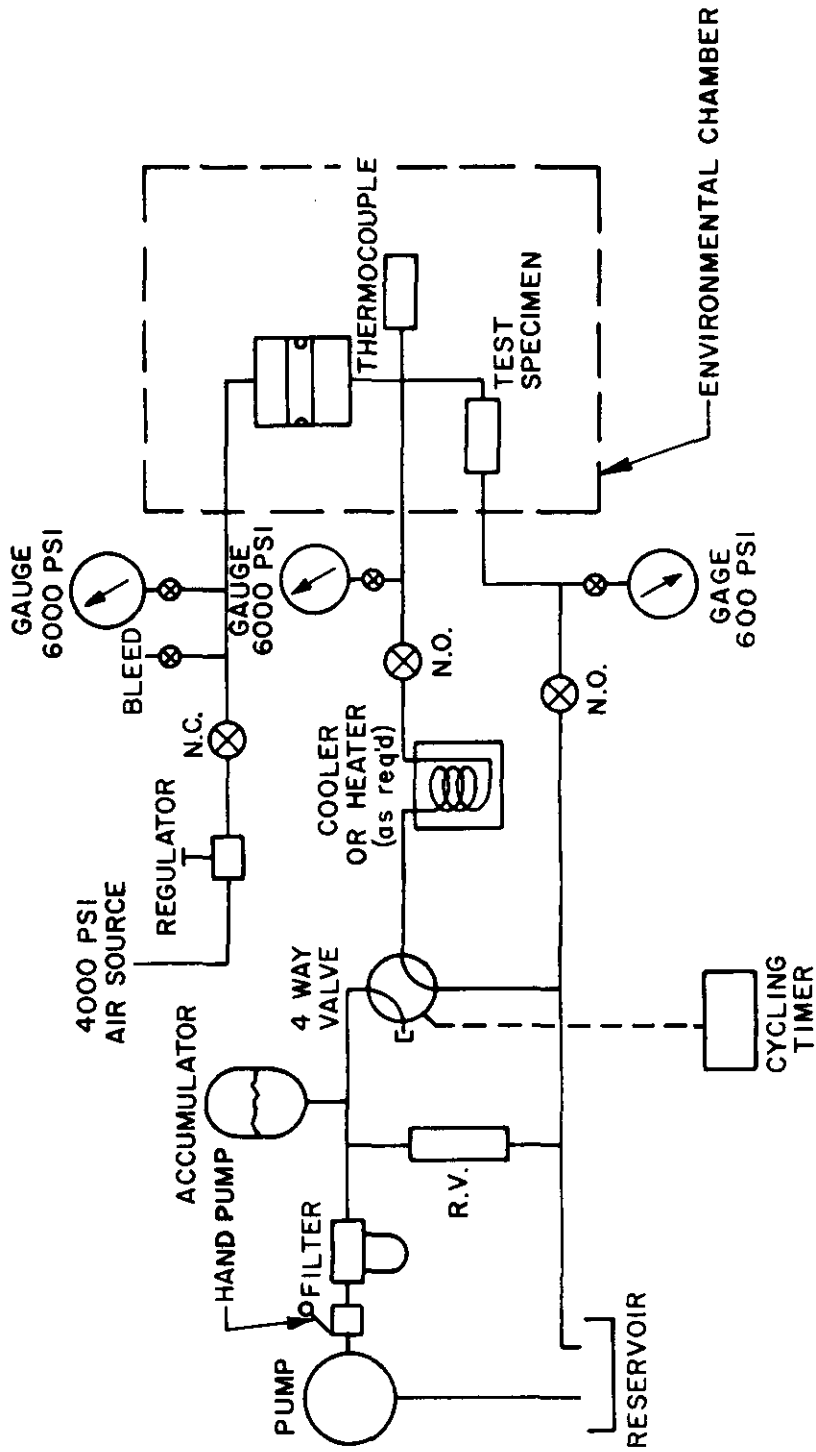 4000 PSI
AIR SOURCE
REGULATOR
N.C.
BLEED
GAUGE
6000 PSI
ACCUMULATOR
HAND PUMP
FILTER
PUMP
4 WAY
VALVE
COOLER
OR HEATER
(as req'd)
N.O.
GAUGE
6000 PSI
THERMOCOUPLE
TEST
SPECIMEN
R.V.
N.O.
GAGE
600 PSI
RESERVOIR
CYCLING
TIMER
ENVIRONMENTAL CHAMBER